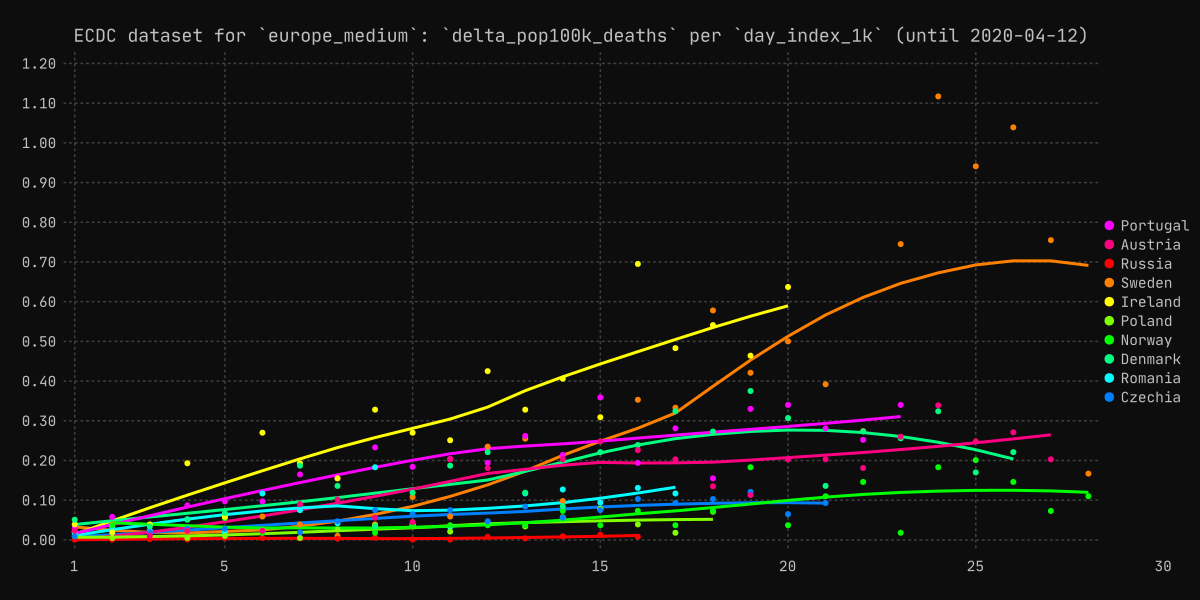 ECDC dataset for `europe_medium`: `delta_pop100k_deaths` per `day_index_1k` (until 2020-04-12)
1.20
1.10
1.00
0.90
0.80
0.70
0.60
0.50
0.40
0.30
0.20
0.10
0.00
1 5 10 15 20 25 30
Portugal
Austria
Russia
Sweden
Ireland
Poland
Norway
Denmark
Romania
Czechia